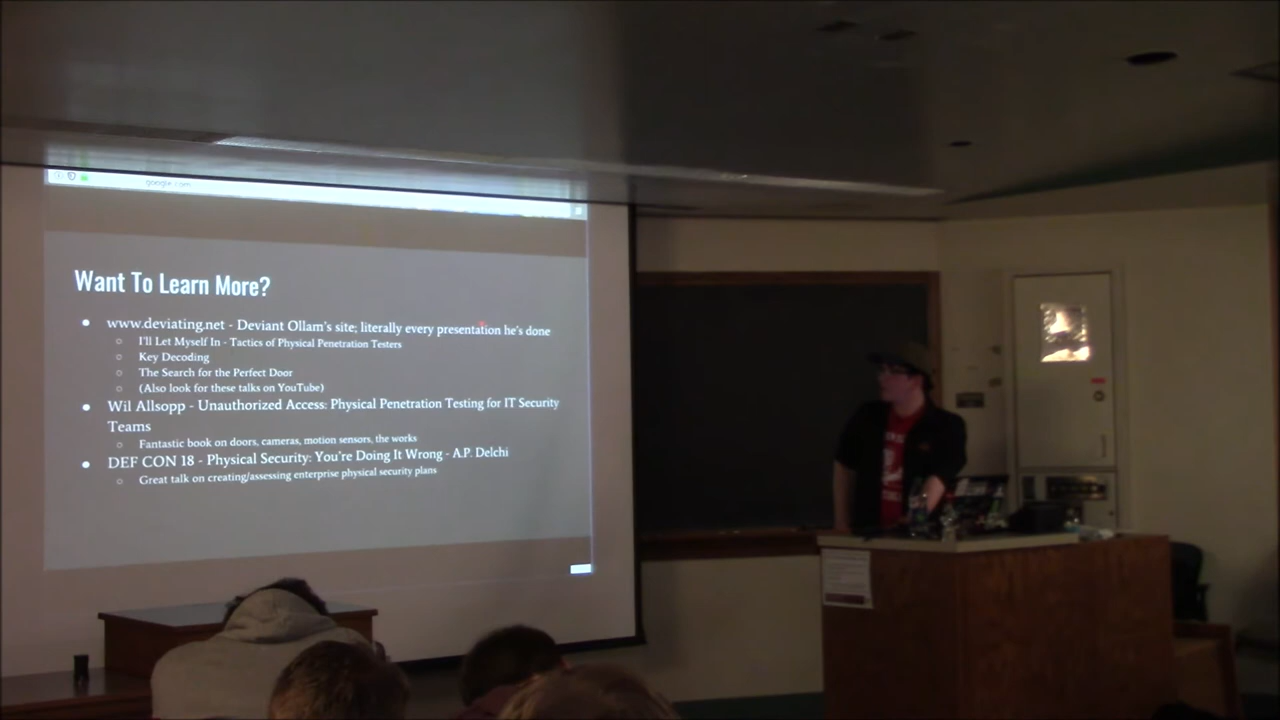 google.com
Want To Learn More?
● www.deviating.net - Deviant Ollam's site; literally every presentation he's done
○ I'll Let Myself In - Tactics of Physical Penetration Testers
○ Key Decoding
○ The Search for the Perfect Door
○ (Also look for these talks on YouTube)
● Wil Allsopp - Unauthorized Access: Physical Penetration Testing for IT Security
Teams
○ Fantastic book on doors, cameras, motion sensors, the works
● DEF CON 18 - Physical Security: You're Doing It Wrong - A.P. Delchi
○ Great talk on creating/assessing enterprise physical security plans